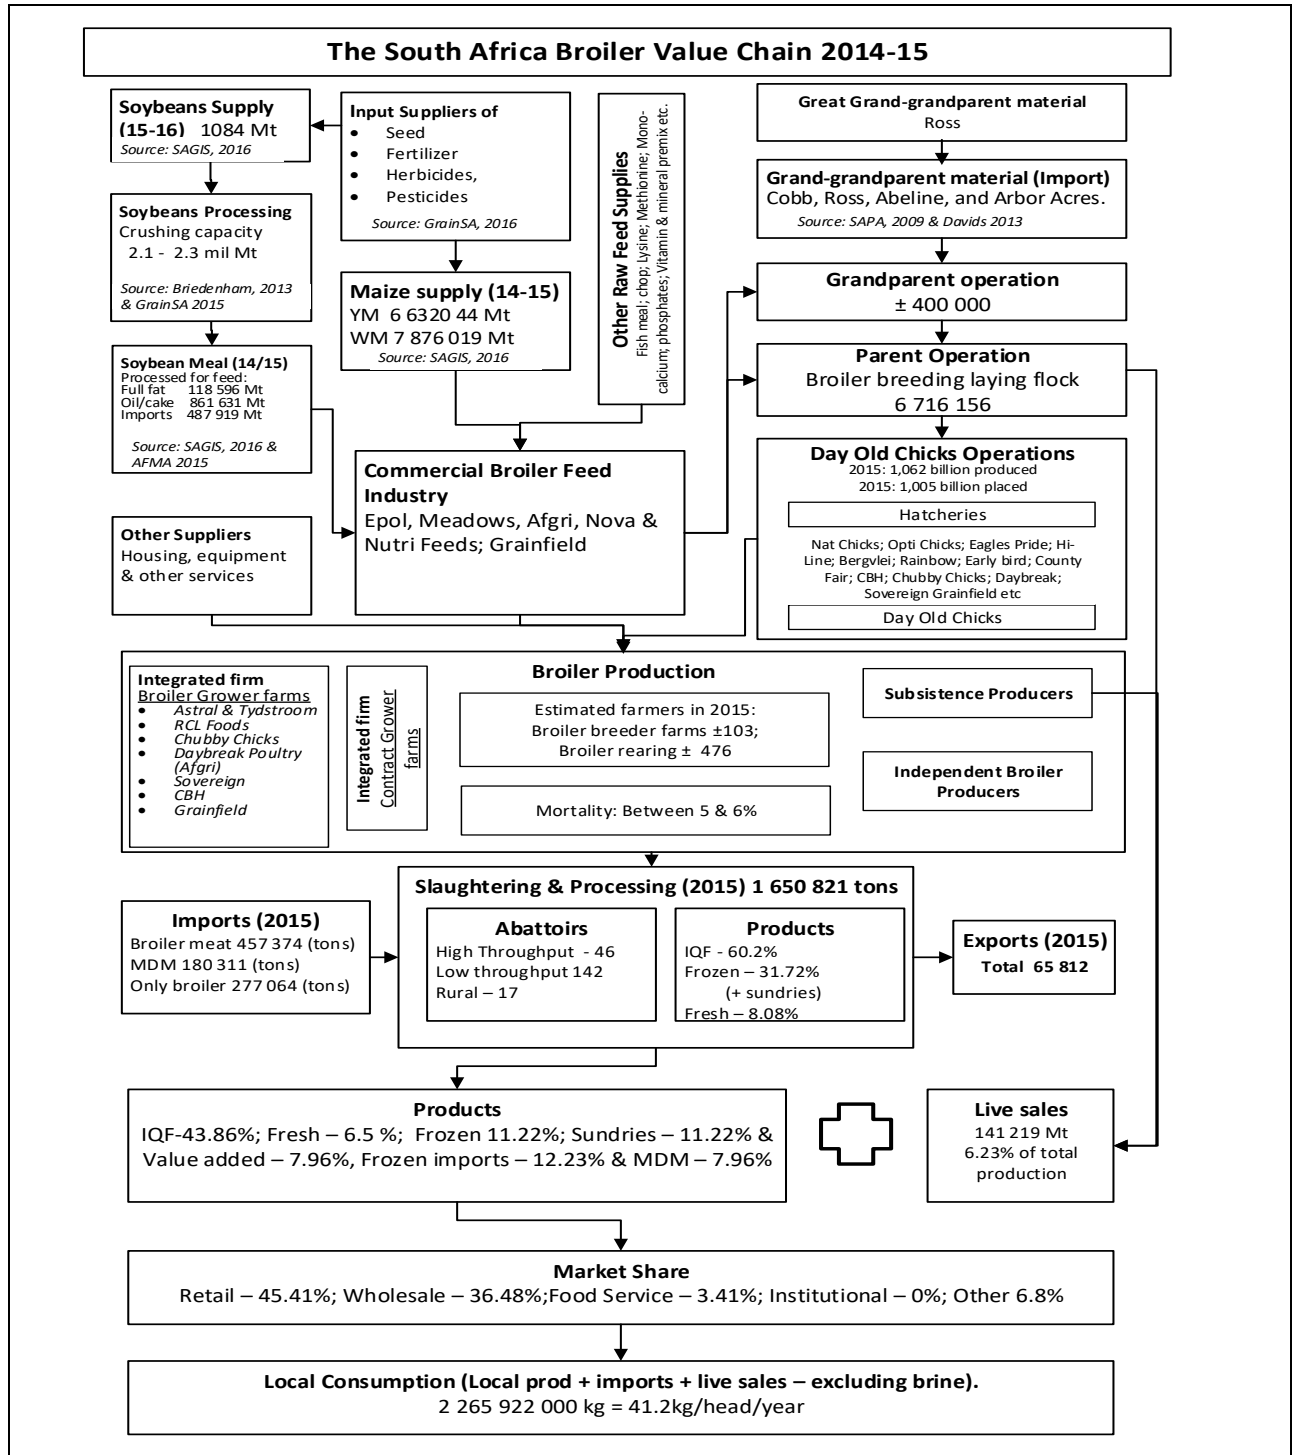 The South Africa Broiler Value Chain 2014-15
Soybeans Supply
(15-16) 1084 Mt
Source: SAGIS, 2016
Input Suppliers of
• Seed
• Fertilizer
• Herbicides,
• Pesticides
Source: GrainSA, 2016
Other Raw Feed Supplies
Fish meal; chop; Lysine; Methionine; Mono-
calcium; phosphates; Vitamin & mineral premix etc.
Great Grand-grandparent material
Ross
Grand-grandparent material (Import)
Cobb, Ross, Abeline, and Arbor Acres.
Source: SAPA, 2009 & Davids 2013
Soybeans Processing
Crushing capacity
2.1 - 2.3 mil Mt
Source: Briedenham, 2013
& GrainSA 2015
Maize supply (14-15)
YM 6 6320 44 Mt
WM 7 876 019 Mt
Source: SAGIS, 2016
Grandparent operation
± 400 000
Soybean Meal (14/15)
Processed for feed:
Full fat 118 596 Mt
Oil/cake 861 631 Mt
Imports 487 919 Mt
Source: SAGIS, 2016 &
AFMA 2015
Parent Operation
Broiler breeding laying flock
6 716 156
Commercial Broiler Feed
Industry
Epol, Meadows, Afgri, Nova &
Nutri Feeds; Grainfield
Day Old Chicks Operations
2015: 1,062 billion produced
2015: 1,005 billion placed
Hatcheries
Nat Chicks; Opti Chicks; Eagles Pride; Hi-
Line; Bergvlei; Rainbow; Early bird; County
Fair; CBH; Chubby Chicks; Daybreak;
Sovereign Grainfield etc
Day Old Chicks
Other Suppliers
Housing, equipment
& other services
Broiler Production
Integrated firm
Broiler Grower farms
• Astral & Tydstroom
• RCL Foods
• Chubby Chicks
• Daybreak Poultry
(Afgri)
• Sovereign
• CBH
• Grainfield
Integrated firm
Contract Grower
farms
Estimated farmers in 2015:
Broiler breeder farms ±103;
Broiler rearing ± 476
Mortality: Between 5 & 6%
Subsistence Producers
Independent Broiler
Producers
Slaughtering & Processing (2015) 1 650 821 tons
Imports (2015)
Broiler meat 457 374 (tons)
MDM 180 311 (tons)
Only broiler 277 064 (tons)
Abattoirs
High Throughput - 46
Low throughput 142
Rural – 17
Products
IQF - 60.2%
Frozen – 31.72%
(+ sundries)
Fresh – 8.08%
Exports (2015)
Total 65 812
Products
IQF-43.86%; Fresh – 6.5 %; Frozen 11.22%; Sundries – 11.22% &
Value added – 7.96%, Frozen imports – 12.23% & MDM – 7.96%
Live sales
141 219 Mt
6.23% of total
production
Market Share
Retail – 45.41%; Wholesale – 36.48%;Food Service – 3.41%; Institutional – 0%; Other 6.8%
Local Consumption (Local prod + imports + live sales – excluding brine).
2 265 922 000 kg = 41.2kg/head/year